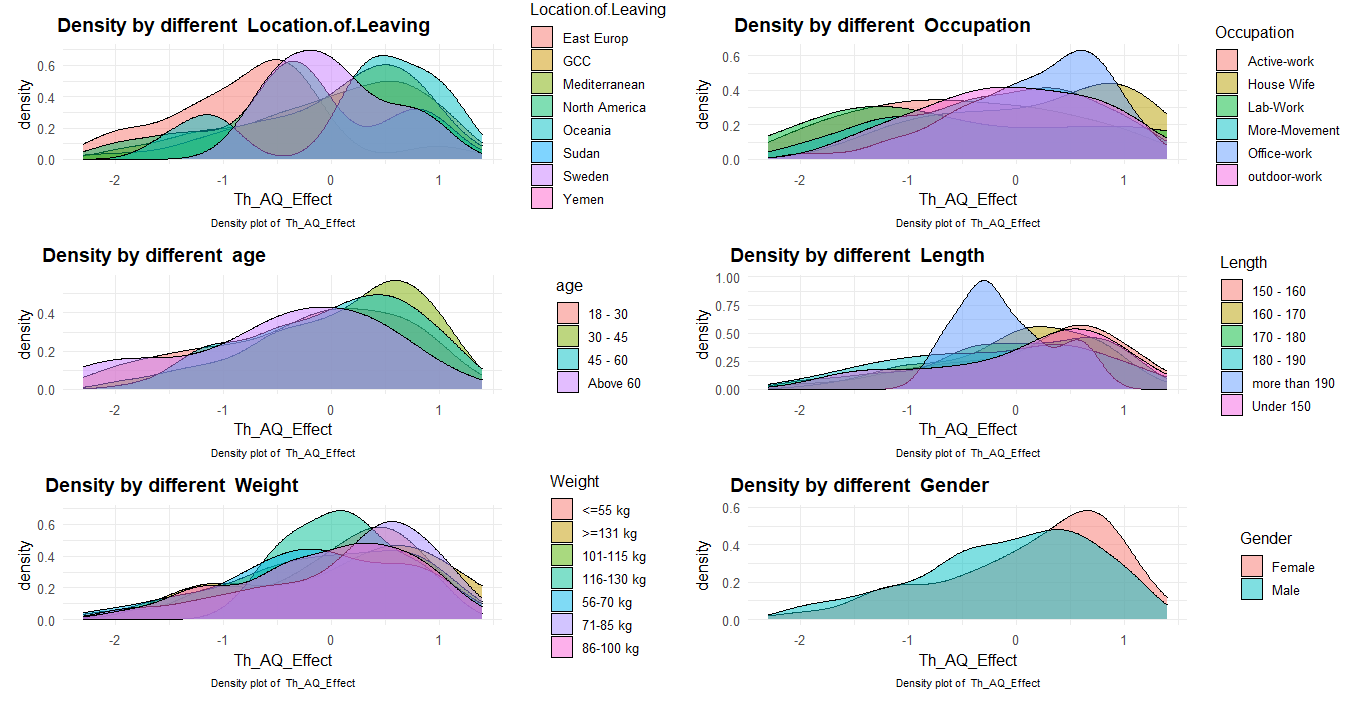 Density by different Location.of.Leaving
density
0.6
0.4
0.2
0.0
-2
-1
0
1
Th_AQ_Effect
Density plot of Th_AQ_Effect
Location.of.Leaving
East Europ
GCC
Mediterranean
North America
Oceania
Sudan
Sweden
Yemen
Density by different Occupation
density
0.6
0.4
0.2
0.0
-2
-1
0
1
Th_AQ_Effect
Density plot of Th_AQ_Effect
Occupation
Active-work
House Wife
Lab-Work
More-Movement
Office-work
outdoor-work
Density by different age
density
0.4
0.2
0.0
-2
-1
0
1
Th_AQ_Effect
Density plot of Th_AQ_Effect
age
18 - 30
30 - 45
45 - 60
Above 60
Density by different Length
density
1.00
0.75
0.50
0.25
0.00
-2
-1
0
1
Th_AQ_Effect
Density plot of Th_AQ_Effect
Length
150 - 160
160 - 170
170 - 180
180 - 190
more than 190
Under 150
Density by different Weight
density
0.6
0.4
0.2
0.0
-2
-1
0
1
Th_AQ_Effect
Density plot of Th_AQ_Effect
Weight
<=55 kg
>=131 kg
101-115 kg
116-130 kg
56-70 kg
71-85 kg
86-100 kg
Density by different Gender
density
0.6
0.4
0.2
0.0
-2
-1
0
1
Th_AQ_Effect
Density plot of Th_AQ_Effect
Gender
Female
Male